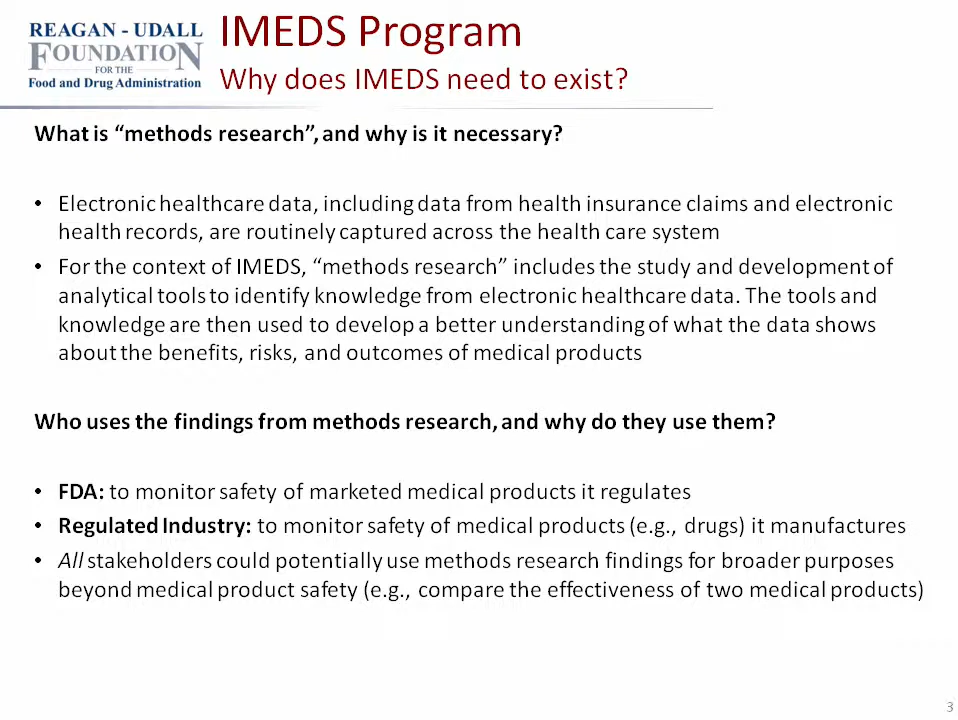 REAGAN - UDALL
FOUNDATION
FOR THE
Food and Drug Administration
IMEDS Program
Why does IMEDS need to exist?
What is “methods research”, and why is it necessary?
• Electronic healthcare data, including data from health insurance claims and electronic
health records, are routinely captured across the health care system
• For the context of IMEDS, “methods research” includes the study and development of
analytical tools to identify knowledge from electronic healthcare data. The tools and
knowledge are then used to develop a better understanding of what the data shows
about the benefits, risks, and outcomes of medical products
Who uses the findings from methods research, and why do they use them?
• FDA: to monitor safety of marketed medical products it regulates
• Regulated Industry: to monitor safety of medical products (e.g., drugs) it manufactures
• All stakeholders could potentially use methods research findings for broader purposes
beyond medical product safety (e.g., compare the effectiveness of two medical products)
3